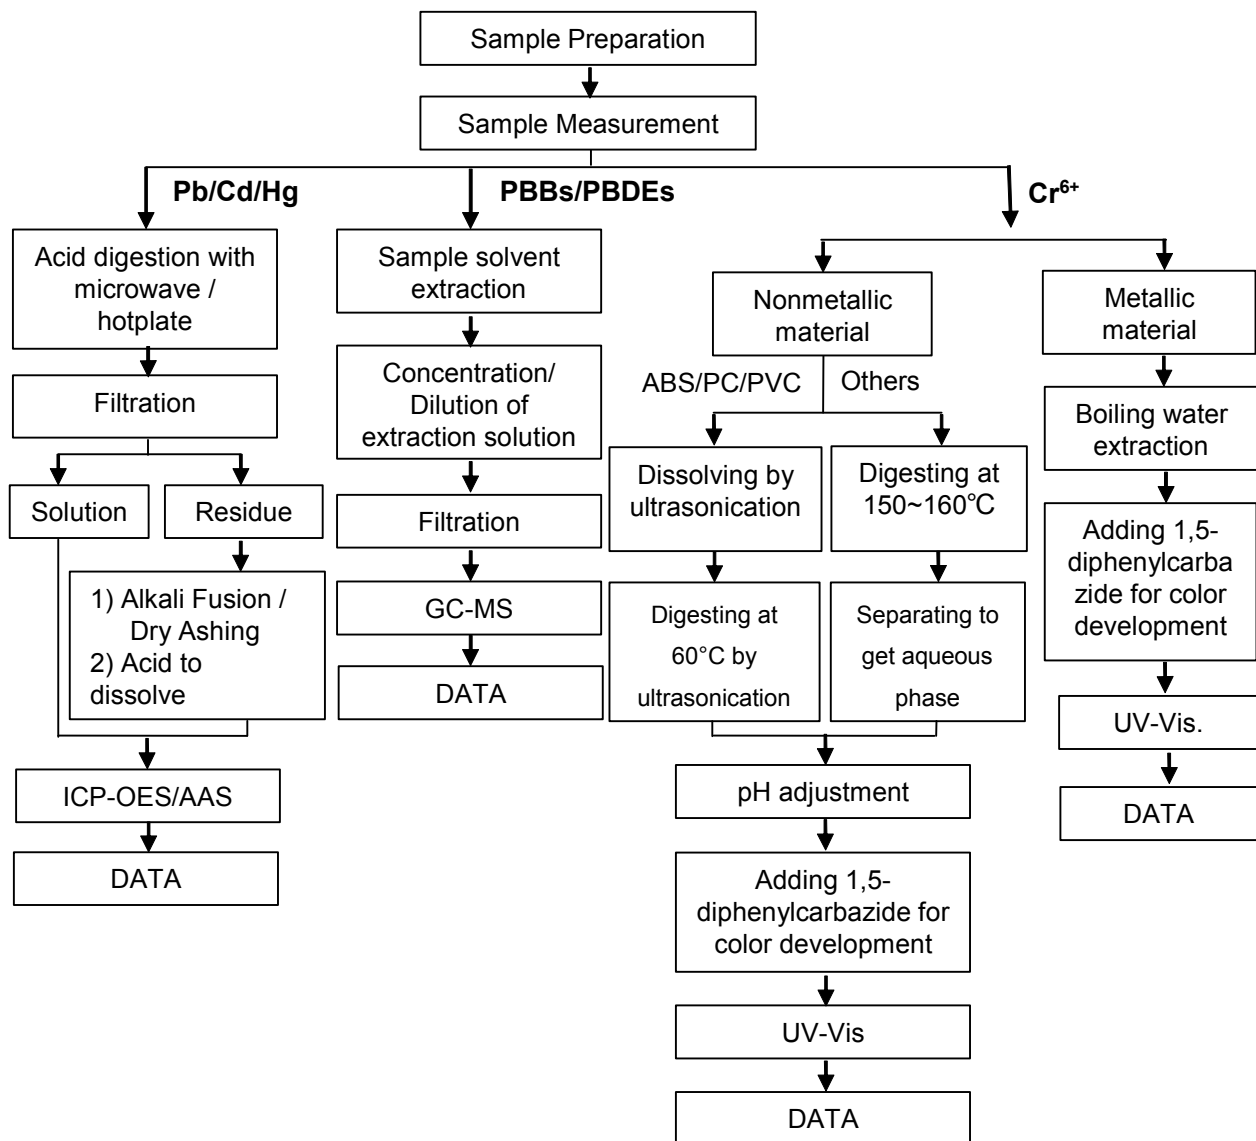 Sample Preparation
Sample Measurement
Pb/Cd/Hg
PBBs/PBDEs
Cr⁶⁺
Acid digestion with
microwave /
hotplate
Filtration
Solution
Residue
1) Alkali Fusion /
Dry Ashing
2) Acid to
dissolve
ICP-OES/AAS
DATA
Sample solvent
extraction
Concentration/
Dilution of
extraction solution
Filtration
GC-MS
DATA
Nonmetallic
material
ABS/PC/PVC
Others
Dissolving by
ultrasonication
Digesting at
60°C by
ultrasonication
Digesting at
150~160℃
Separating to
get aqueous
phase
pH adjustment
Adding 1,5-
diphenylcarbazide for
color development
UV-Vis
DATA
Metallic
material
Boiling water
extraction
Adding 1,5-
diphenylcarba
zide for color
development
UV-Vis.
DATA